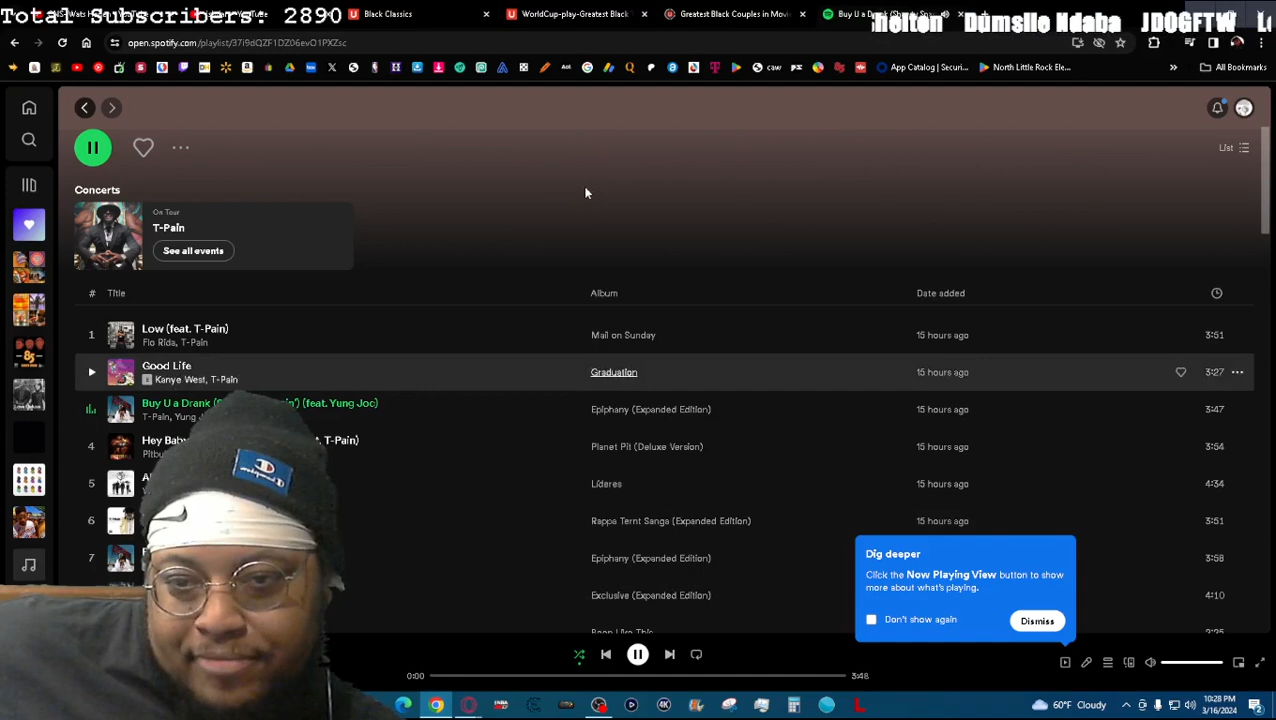 Total Subscribers: 2890
Black Classics
WorldCup-play-Greatest Black
Greatest Black Couples in Movie
Buy U a D
Dumsile Ndaba JDOGFTW
open.spotify.com/playlist/37i9dQZF1DZ06evO1PXZsc
caw
App Catalog | Securi...
North Little Rock Ele...
All Bookmarks
List
Concerts
On Tour
T-Pain
See all events
# Title Album Date added
1 Low (feat. T-Pain) Mail on Sunday 15 hours ago 3:51
Flo Rida, T-Pain
Good Life Graduation 15 hours ago 3:27
E Kanye West, T-Pain
Buy U a Drank (S ') (feat. Yung Joc) Epiphany (Expanded Edition) 15 hours ago 3:47
T-Pain, Yung
4 Hey Bab t. T-Pain) Planet Pit (Deluxe Version) 15 hours ago 3:54
Pitbu
5 Líderes 15 hours ago 4:34
6 Rappa Ternt Sanga (Expanded Edition) 15 hours ago 3:51
7 Epiphany (Expanded Edition) 3:58
Exclusive (Expanded Edition) 4:10
Dig deeper
Click the Now Playing View button to show
more about what's playing.
Don't show again
Dismiss
0:00 3:48
NBA
4K
60°F Cloudy
10:28 PM
3/16/2024
2